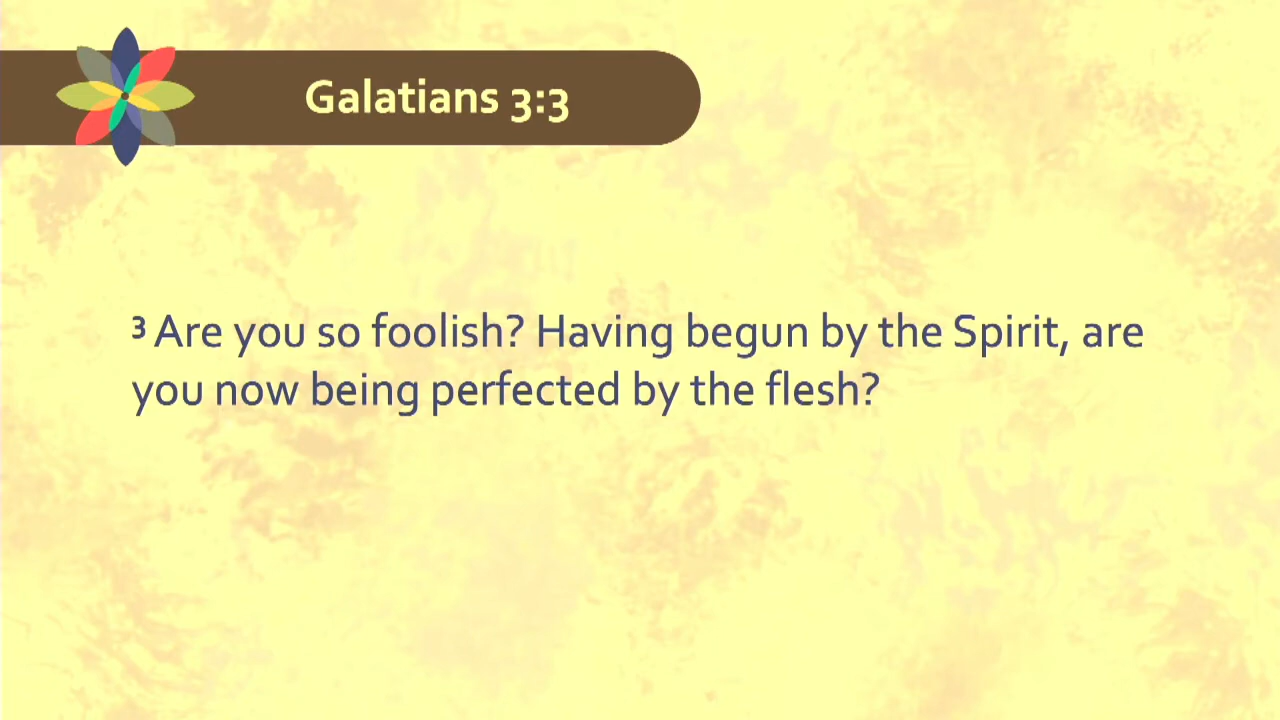 Galatians 3:3
3 Are you so foolish? Having begun by the Spirit, are
you now being perfected by the flesh?